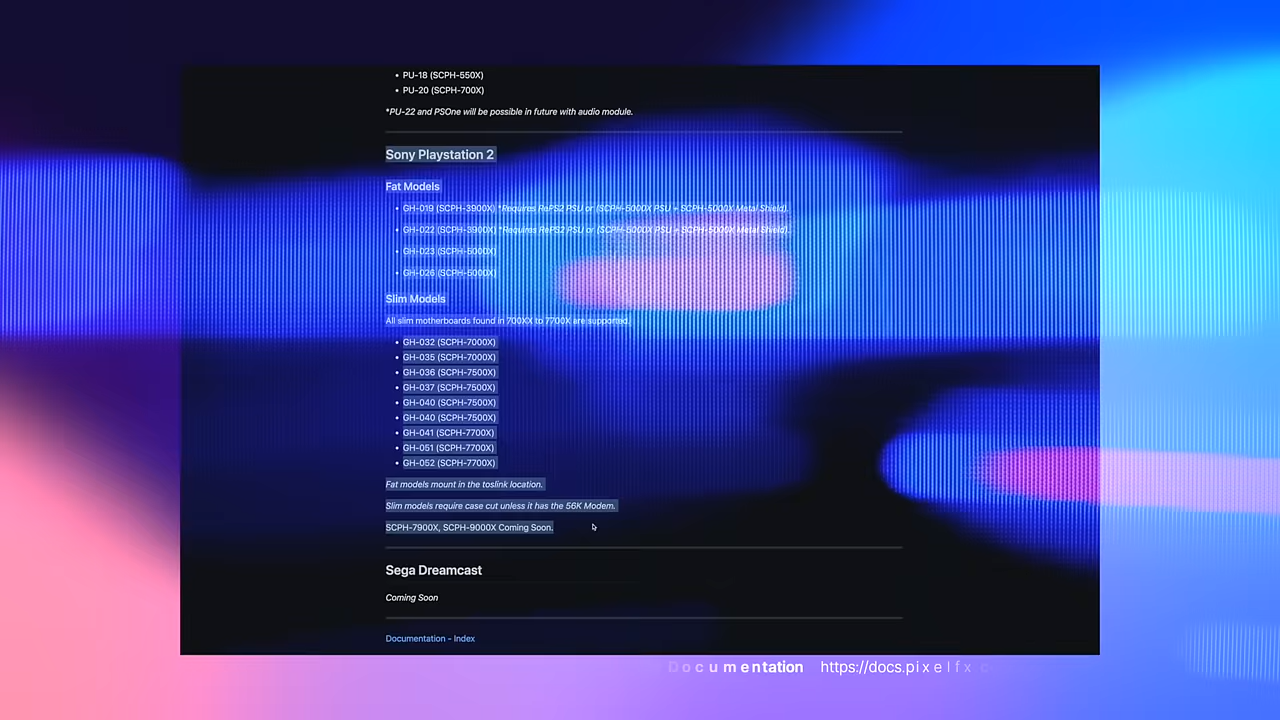 • PU-18 (SCPH-550X)
• PU-20 (SCPH-700X)
*PU-22 and PSOne will be possible in future with audio module.
Sony Playstation 2
Fat Models
• GH-019 (SCPH-3900X) *Requires RePS2 PSU or (SCPH-5000X PSU + SCPH-5000X Metal Shield).
• GH-022 (SCPH-3900X) *Requires RePS2 PSU or (SCPH-5000X PSU + SCPH-5000X Metal Shield).
• GH-023 (SCPH-5000X)
• GH-026 (SCPH-5000X)
Slim Models
All slim motherboards found in 700XX to 7700X are supported.
• GH-032 (SCPH-7000X)
• GH-035 (SCPH-7000X)
• GH-036 (SCPH-7500X)
• GH-037 (SCPH-7500X)
• GH-040 (SCPH-7500X)
• GH-040 (SCPH-7500X)
• GH-041 (SCPH-7700X)
• GH-051 (SCPH-7700X)
• GH-052 (SCPH-7700X)
Fat models mount in the toslink location.
Slim models require case cut unless it has the 56K Modem.
SCPH-7900X, SCPH-9000X Coming Soon.
Sega Dreamcast
Coming Soon
Documentation - Index
Documentation https://docs.pixelfx.c